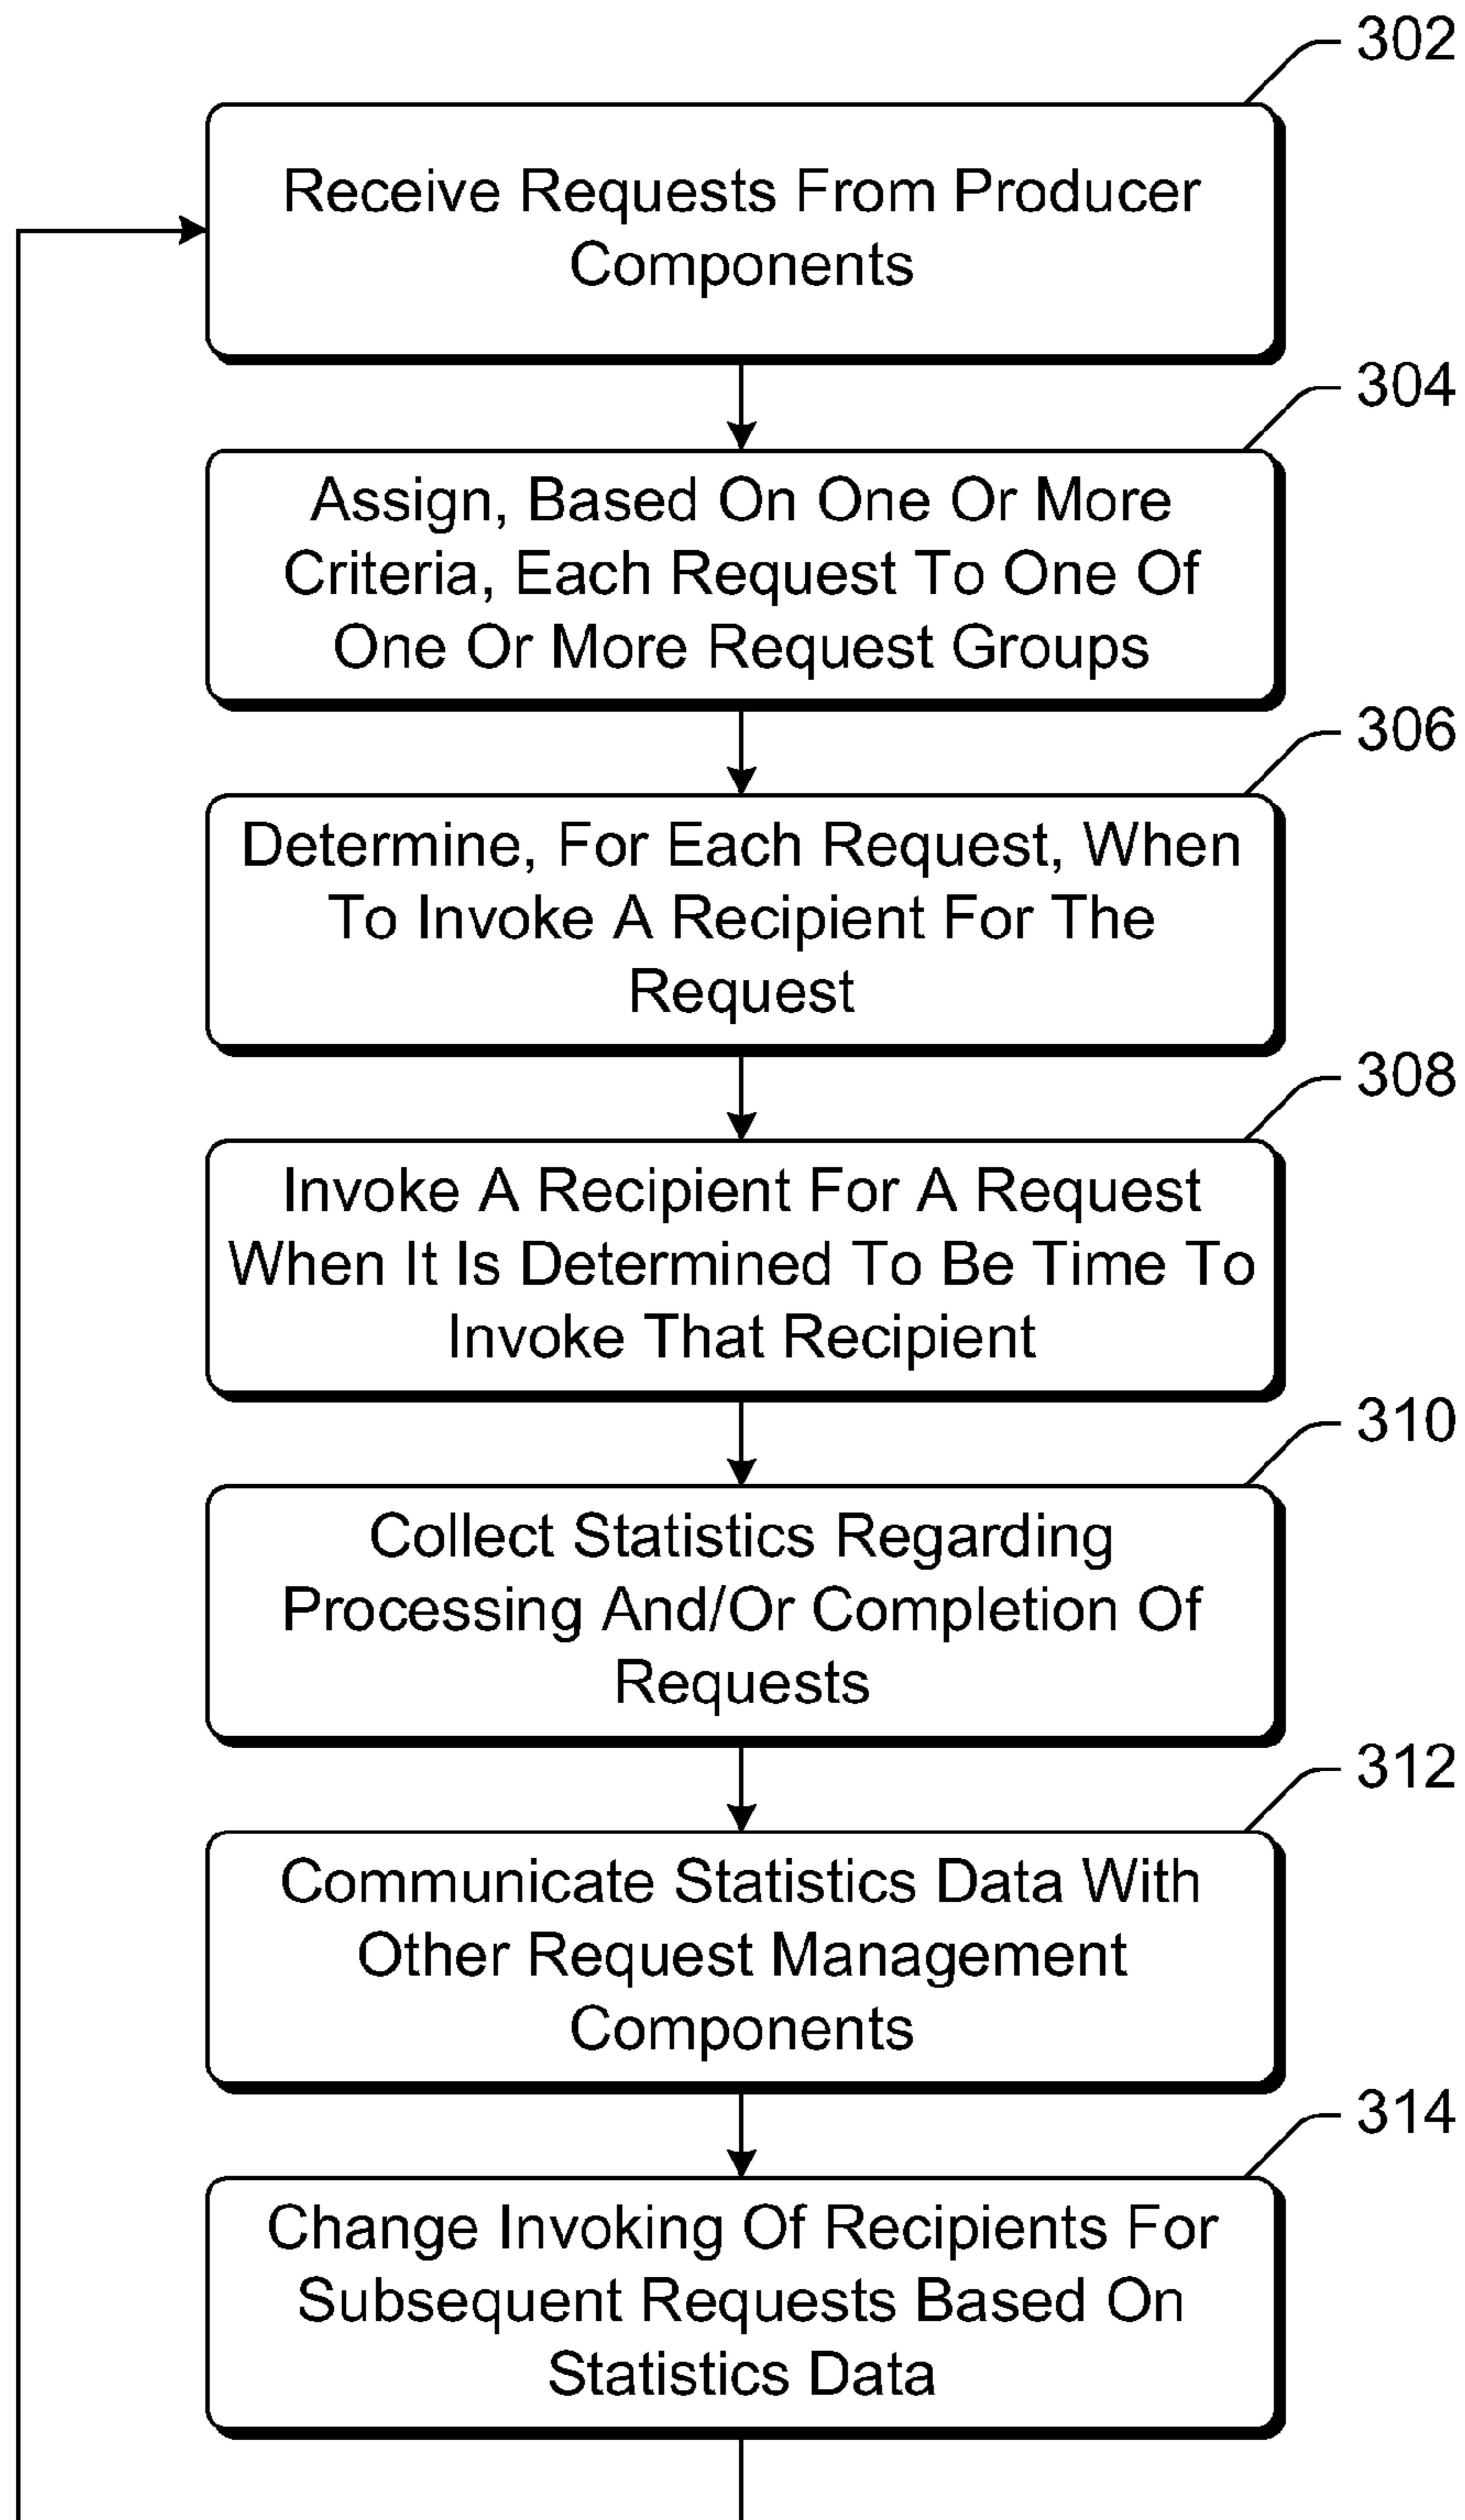 302
Receive Requests From Producer
Components
304
Assign, Based On One Or More
Criteria, Each Request To One Of
One Or More Request Groups
306
Determine, For Each Request, When
To Invoke A Recipient For The
Request
308
Invoke A Recipient For A Request
When It Is Determined To Be Time To
Invoke That Recipient
310
Collect Statistics Regarding
Processing And/Or Completion Of
Requests
312
Communicate Statistics Data With
Other Request Management
Components
314
Change Invoking Of Recipients For
Subsequent Requests Based On
Statistics Data